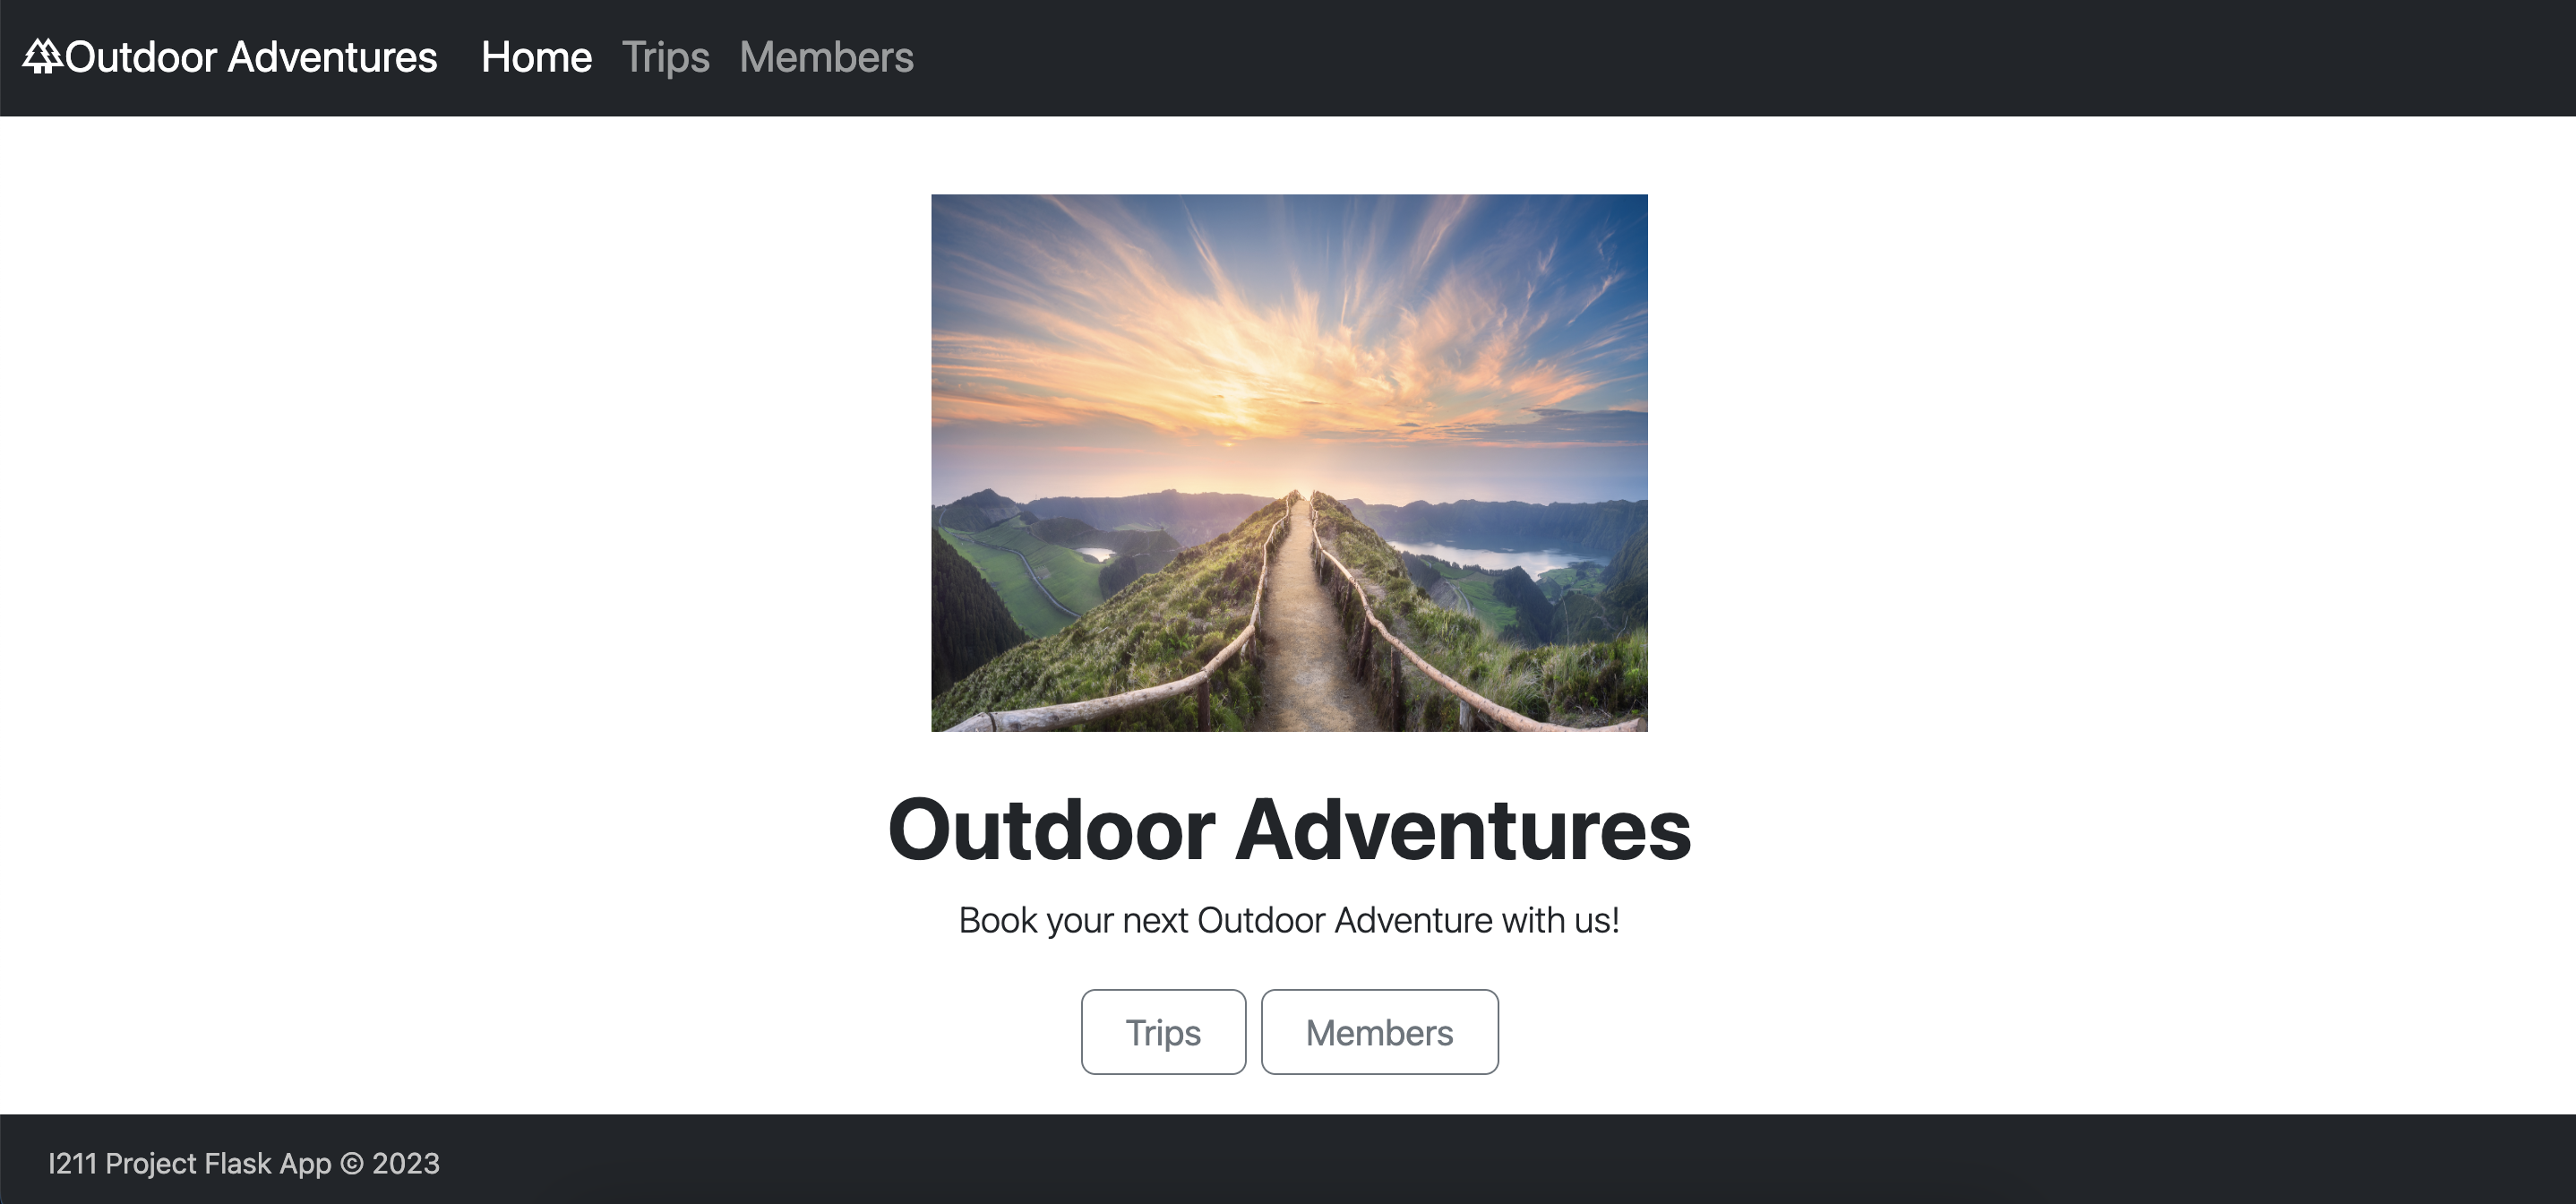 Outdoor Adventures Home Trips Members
Outdoor Adventures
Book your next Outdoor Adventure with us!
Trips Members
I211 Project Flask App © 2023